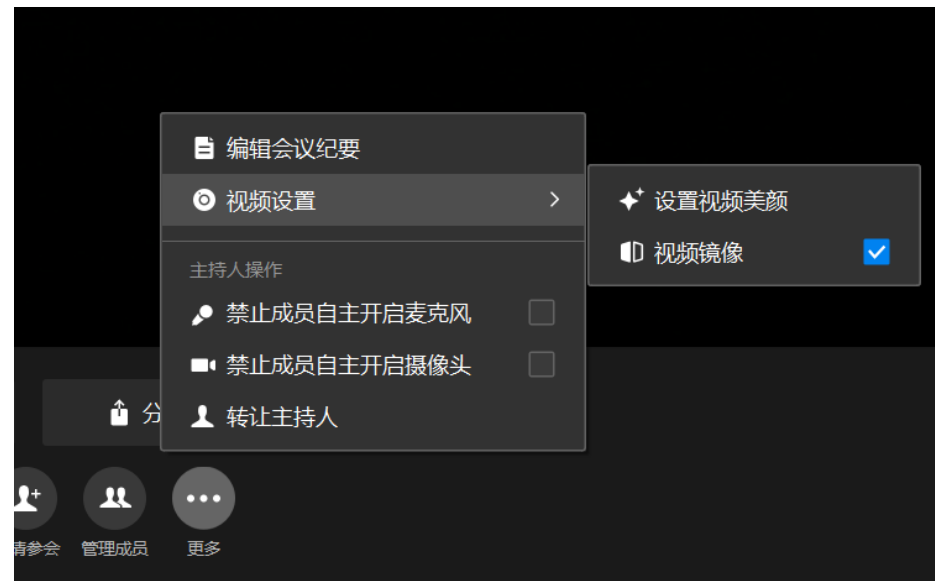 编辑会议纪要
视频设置
设置视频美颜
视频镜像
主持人操作
禁止成员自主开启麦克风
禁止成员自主开启摄像头
转让主持人
分
请参会
管理成员
更多